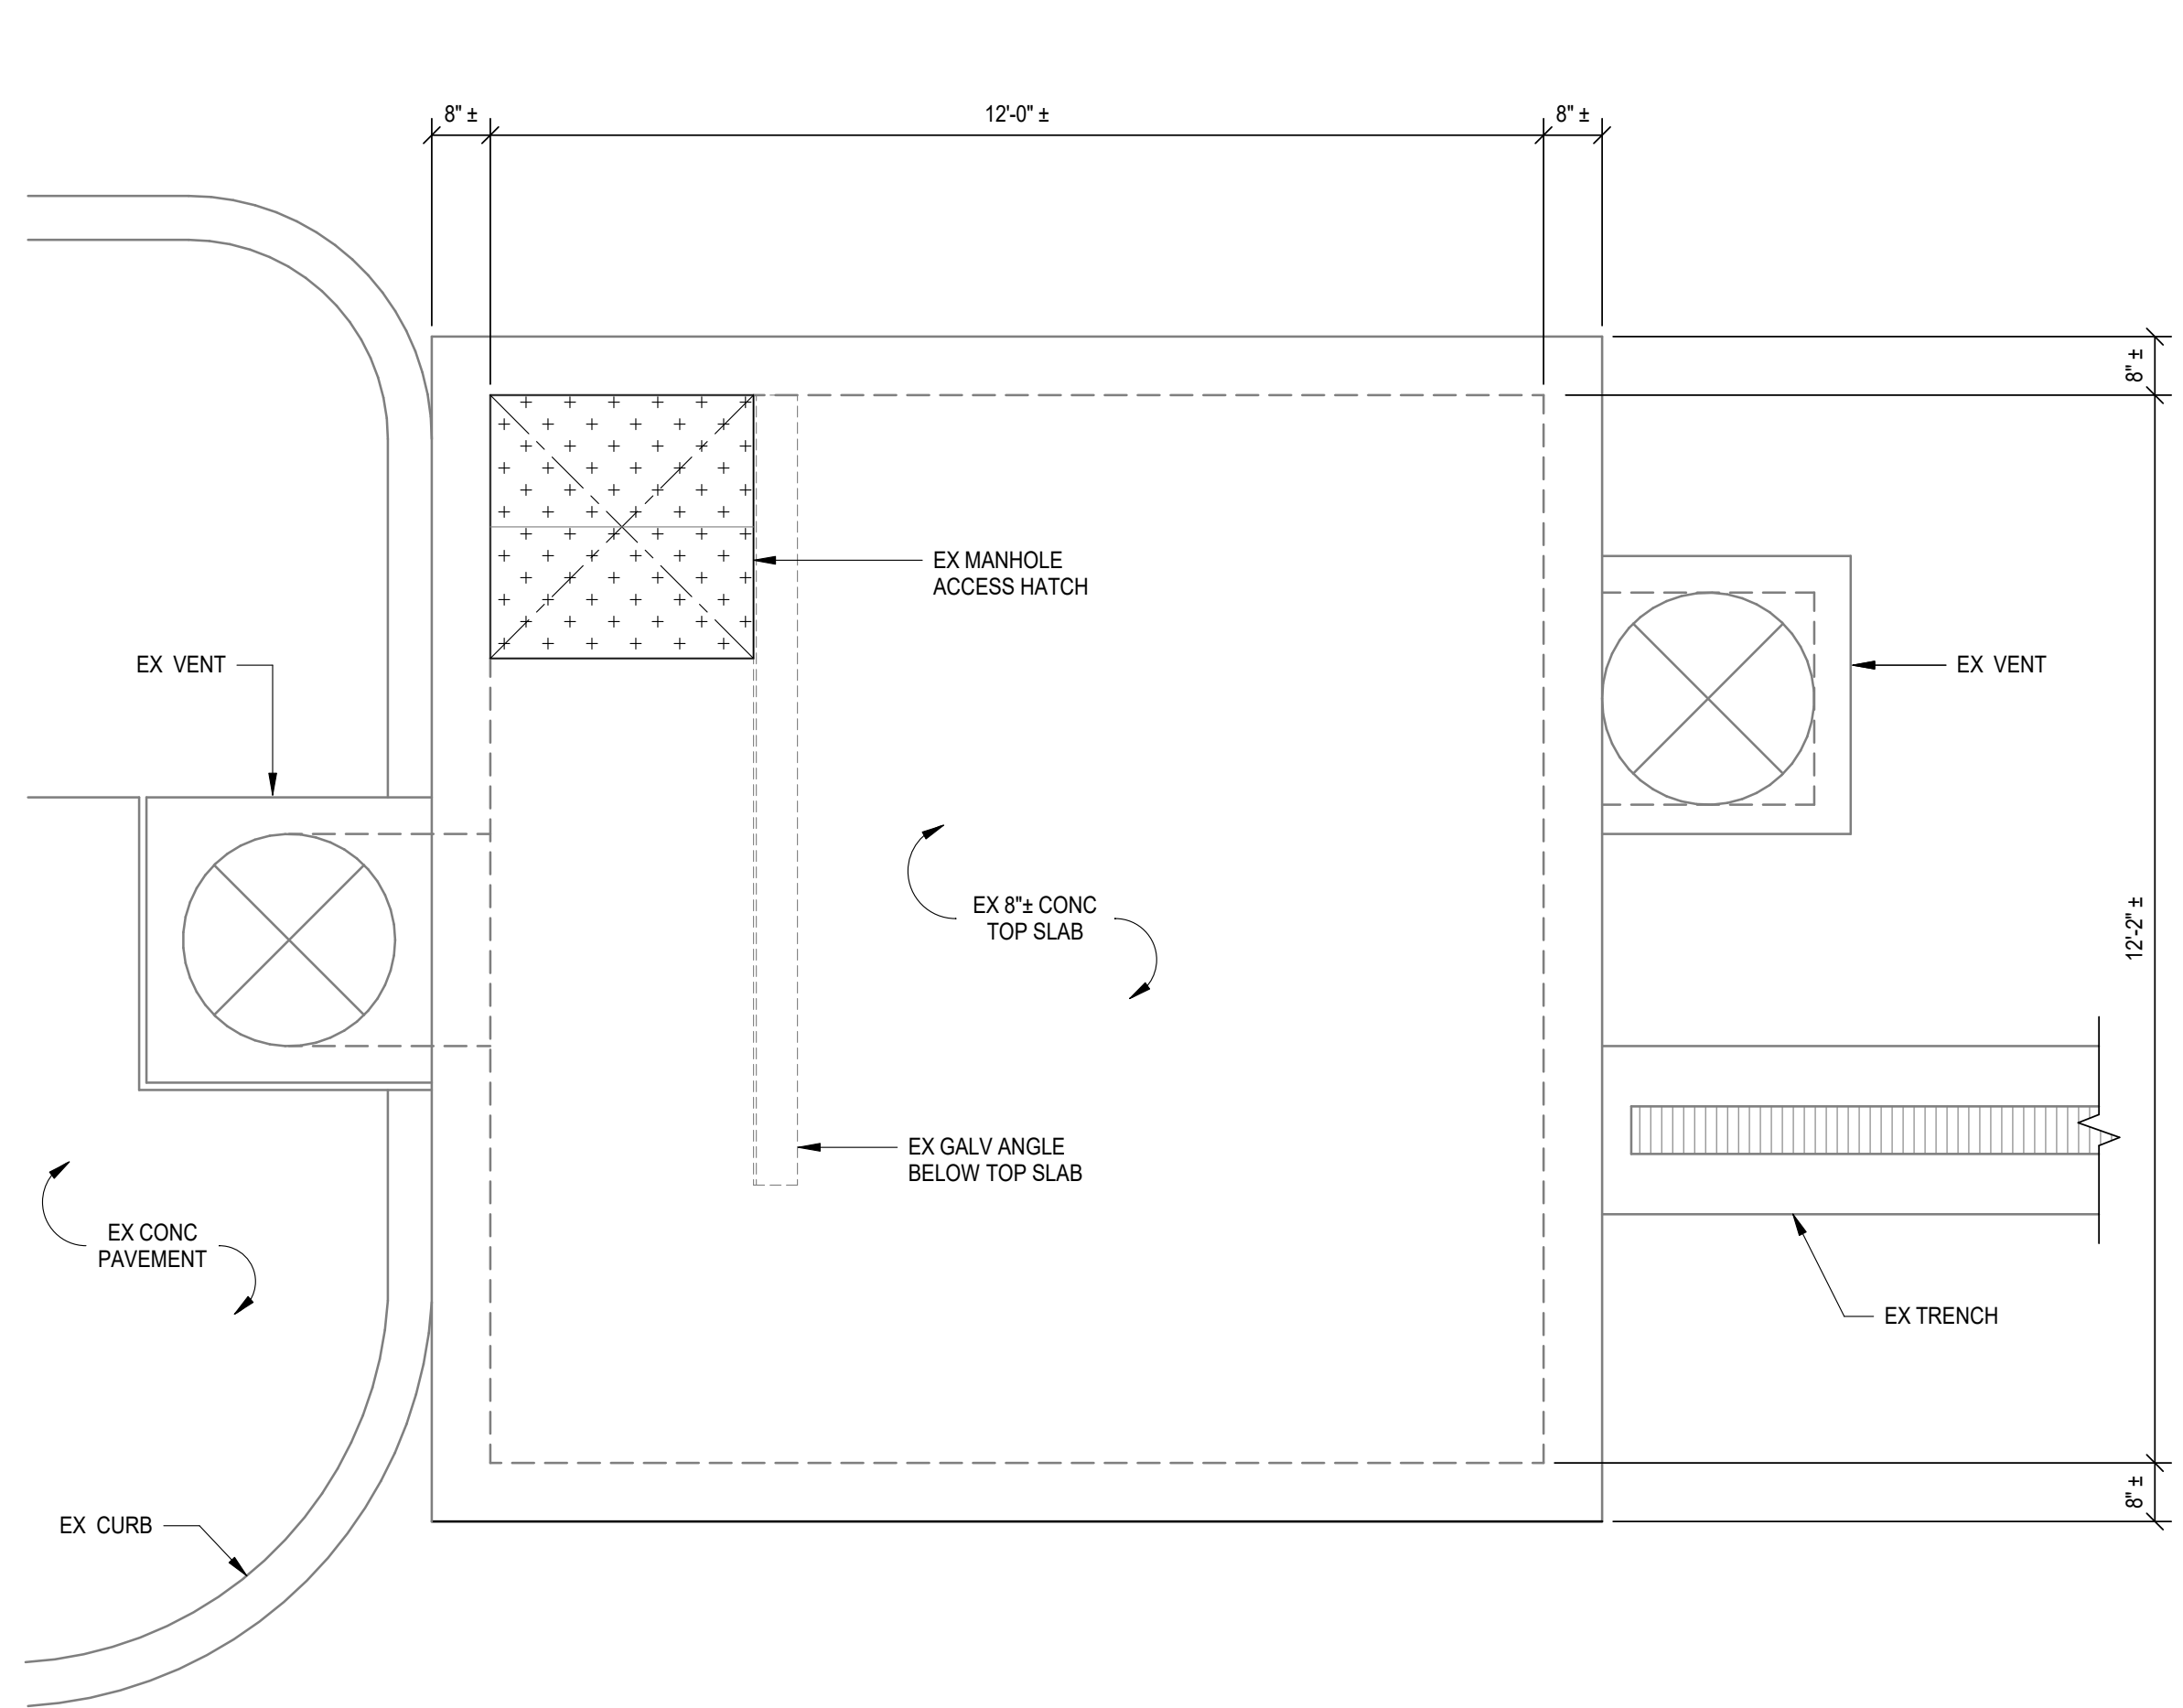 8" ±
12'-0" ±
8" ±
8" ±
EX MANHOLE
ACCESS HATCH
EX  VENT
EX  VENT
EX 8"± CONC
TOP SLAB
12'-2" ±
EX GALV ANGLE
BELOW TOP SLAB
EX CONC
PAVEMENT
EX TRENCH
8" ±
EX  CURB